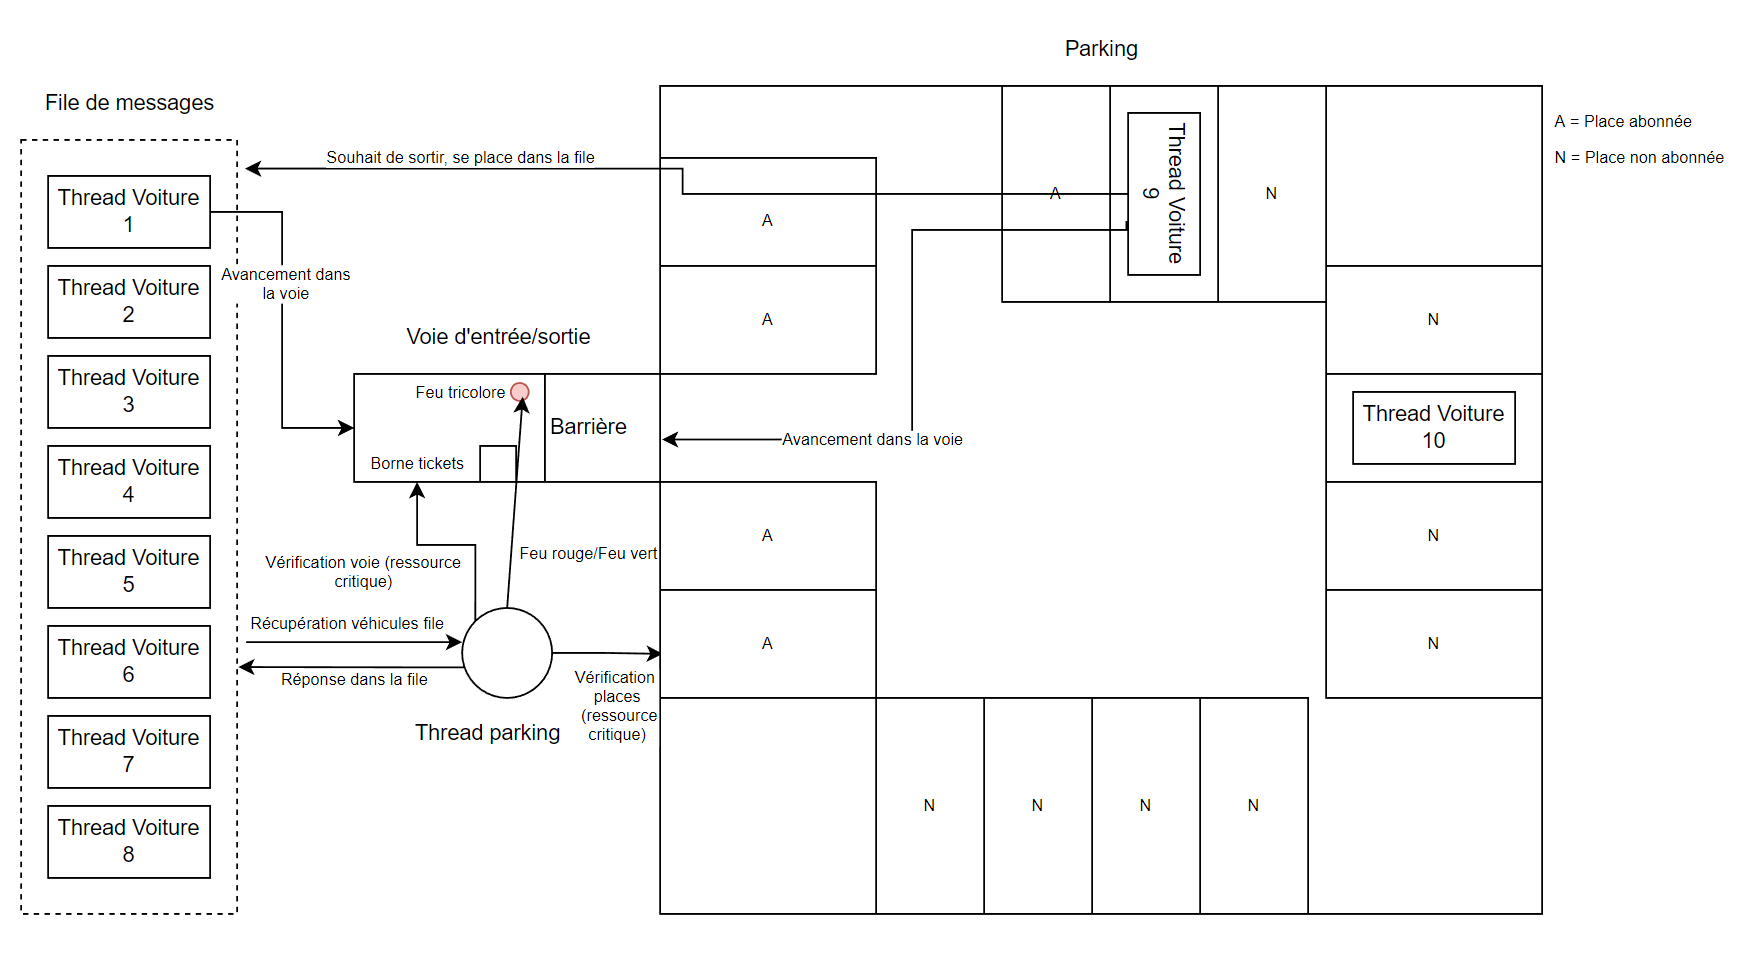 Parking
File de messages
A = Place abonnée
N = Place non abonnée
Souhait de sortir, se place dans la file
Thread Voiture
1
Thread Voiture
2
Thread Voiture
3
Thread Voiture
4
Thread Voiture
5
Thread Voiture
6
Thread Voiture
7
Thread Voiture
8
Avancement dans
la voie
Voie d'entrée/sortie
Feu tricolore
Barrière
Borne tickets
Avancement dans la voie
Vérification voie (ressource
critique)
Feu rouge/Feu vert
Récupération véhicules file
Réponse dans la file
Thread parking
Vérification
places
(ressource
critique)
A
A
A
A
A
Thread Voiture
9
N
N
Thread Voiture
10
N
N
N
N
N
N